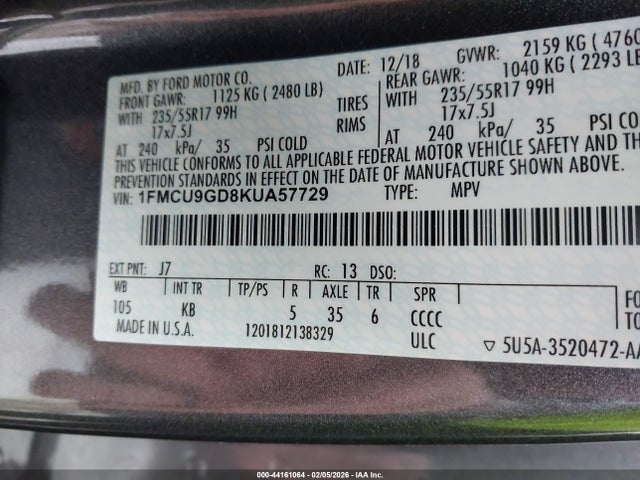 MFD. BY FORD MOTOR CO. DATE: 12/18 GVWR: 2159 KG ( 4760
FRONT GAWR: 1125 KG ( 2480 LB) REAR GAWR: 1040 KG ( 2293 LB
WITH 235/55R17 99H TIRES WITH 235/55R17 99H
17x7.5J RIMS 17x7.5J
AT 240 kPa/ 35 PSI COLD AT 240 kPa/ 35 PSI COL
THIS VEHICLE CONFORMS TO ALL APPLICABLE FEDERAL MOTOR VEHICLE SAFETY AND THEFT
PREVENTION STANDARDS IN EFFECT ON THE DATE OF MANUFACTURE SHOWN ABOVE.
VIN: 1FMCU9GD8KUA57729 TYPE: MPV
EXT PNT: J7 RC: 13 DSO:
WB INT TR TP/PS R AXLE TR SPR
105 KB 5 35 6 CCCC
MADE IN U.S.A. 1201812138329 ULC
FO
TU
▽ 5U5A-3520472-AA
000-44161064 - 02/05/2026 - IAA Inc.